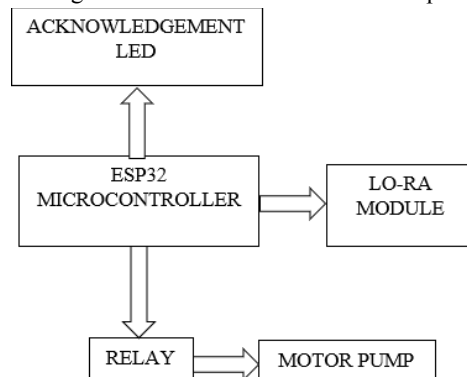 ACKNOWLEDGEMENT
LED
ESP32
MICROCONTROLLER
LO-RA
MODULE
RELAY
MOTOR PUMP